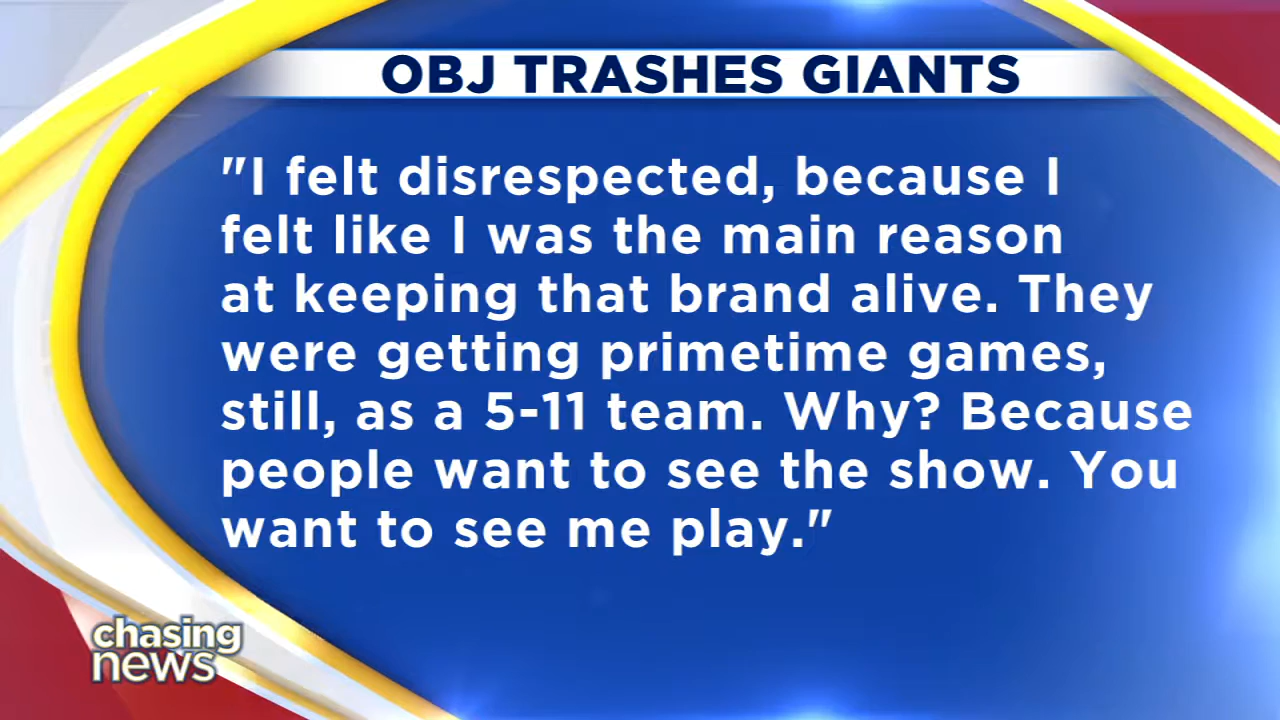 OBJ TRASHES GIANTS
"I felt disrespected, because I
felt like I was the main reason
at keeping that brand alive. They
were getting primetime games,
still, as a 5-11 team. Why? Because
people want to see the show. You
want to see me play."
chasing
news